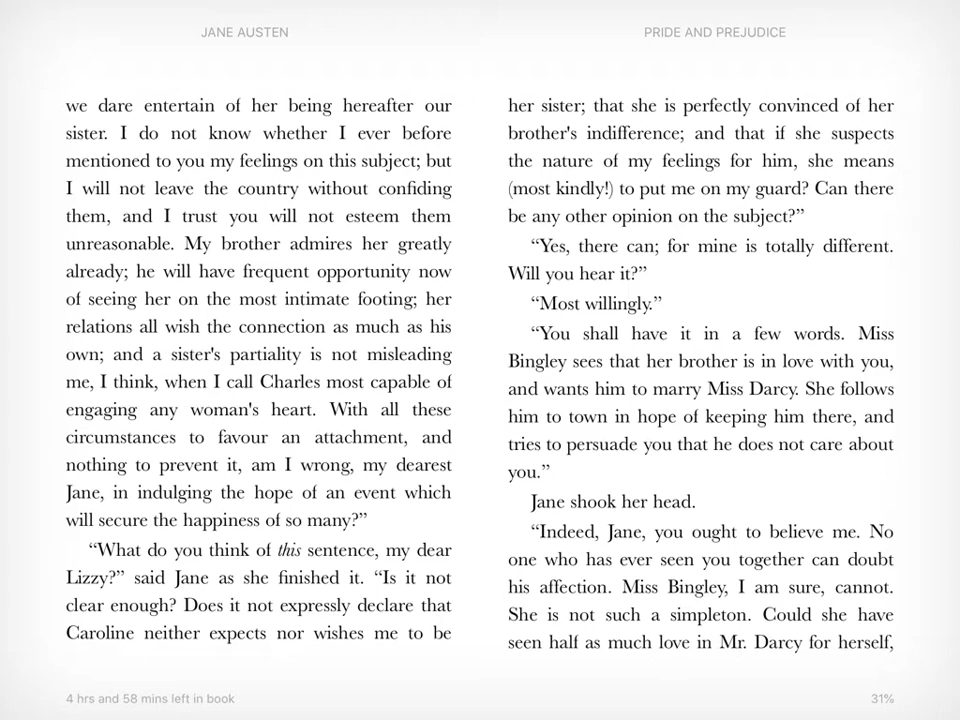 JANE AUSTEN
PRIDE AND PREJUDICE
we dare entertain of her being hereafter our
sister. I do not know whether I ever before
mentioned to you my feelings on this subject; but
I will not leave the country without confiding
them, and I trust you will not esteem them
unreasonable. My brother admires her greatly
already; he will have frequent opportunity now
of seeing her on the most intimate footing; her
relations all wish the connection as much as his
own; and a sister's partiality is not misleading
me, I think, when I call Charles most capable of
engaging any woman's heart. With all these
circumstances to favour an attachment, and
nothing to prevent it, am I wrong, my dearest
Jane, in indulging the hope of an event which
will secure the happiness of so many?”
“What do you think of this sentence, my dear
Lizzy?” said Jane as she finished it. “Is it not
clear enough? Does it not expressly declare that
Caroline neither expects nor wishes me to be
her sister; that she is perfectly convinced of her
brother's indifference; and that if she suspects
the nature of my feelings for him, she means
(most kindly!) to put me on my guard? Can there
be any other opinion on the subject?”
“Yes, there can; for mine is totally different.
Will you hear it?”
“Most willingly.”
“You shall have it in a few words. Miss
Bingley sees that her brother is in love with you,
and wants him to marry Miss Darcy. She follows
him to town in hope of keeping him there, and
tries to persuade you that he does not care about
you.”
Jane shook her head.
“Indeed, Jane, you ought to believe me. No
one who has ever seen you together can doubt
his affection. Miss Bingley, I am sure, cannot.
She is not such a simpleton. Could she have
seen half as much love in Mr. Darcy for herself,
4 hrs and 58 mins left in book
31%